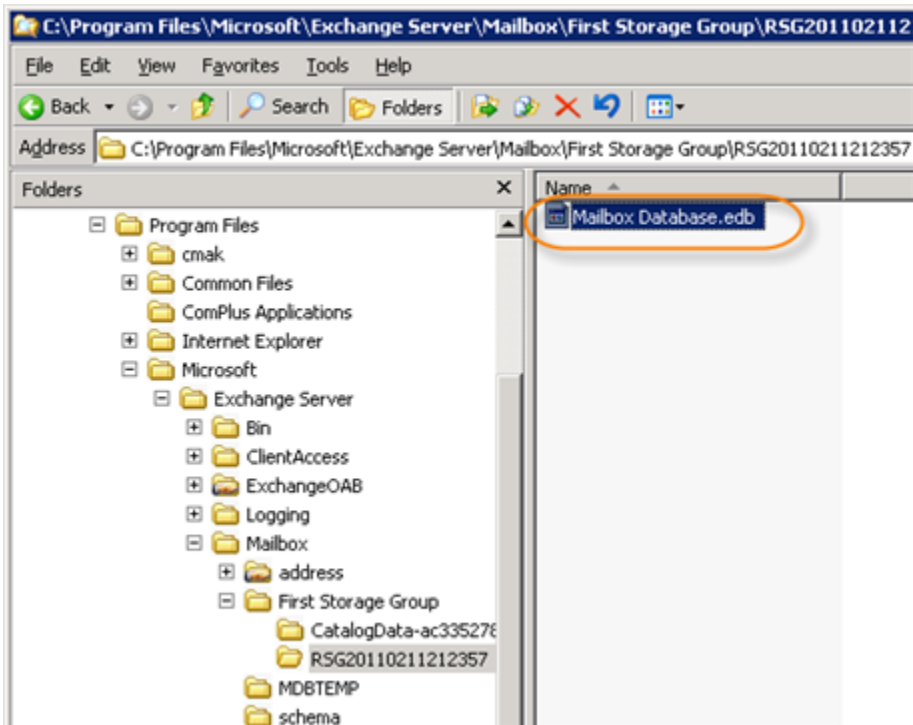 C:\Program Files\Microsoft\Exchange Server\Mailbox\First Storage Group\RSG201102112
File Edit View Favorites Tools Help
Back Search Folders
Address C:\Program Files\Microsoft\Exchange Server\Mailbox\First Storage Group\RSG20110211212357
Folders Name
Mailbox Database.edb
Program Files
cmak
Common Files
ComPlus Applications
Internet Explorer
Microsoft
Exchange Server
Bin
ClientAccess
ExchangeOAB
Logging
Mailbox
address
First Storage Group
CatalogData-ac335278
RSG20110211212357
MDBTEMP
schema